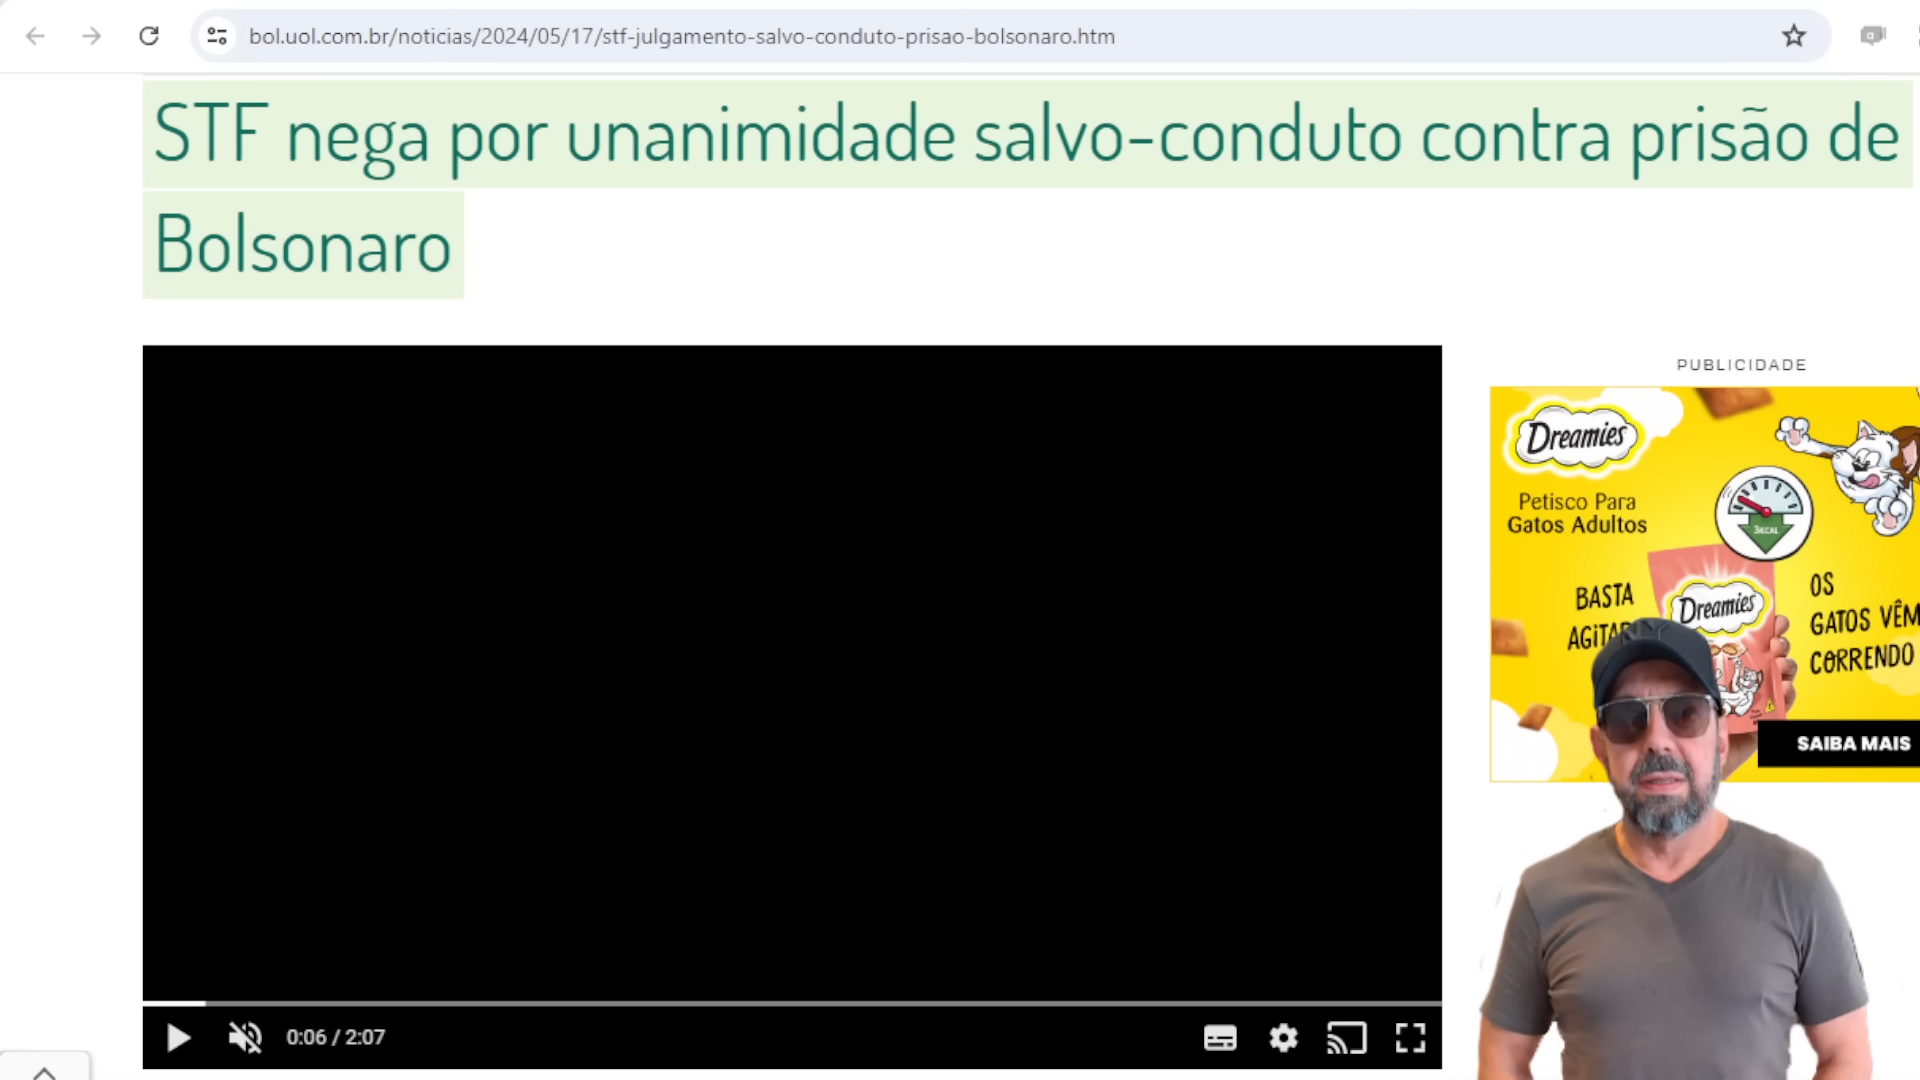 bol.uol.com.br/noticias/2024/05/17/stf-julgamento-salvo-conduto-prisao-bolsonaro.htm
STF nega por unanimidade salvo-conduto contra prisão de
Bolsonaro
PUBLICIDADE
Dreamies
Petisco Para
Gatos Adultos
3KCAL
BASTA
AGITAR
Dreamies
OS
GATOS VÊM
CORRENDO
SAIBA MAIS
0:06 / 2:07